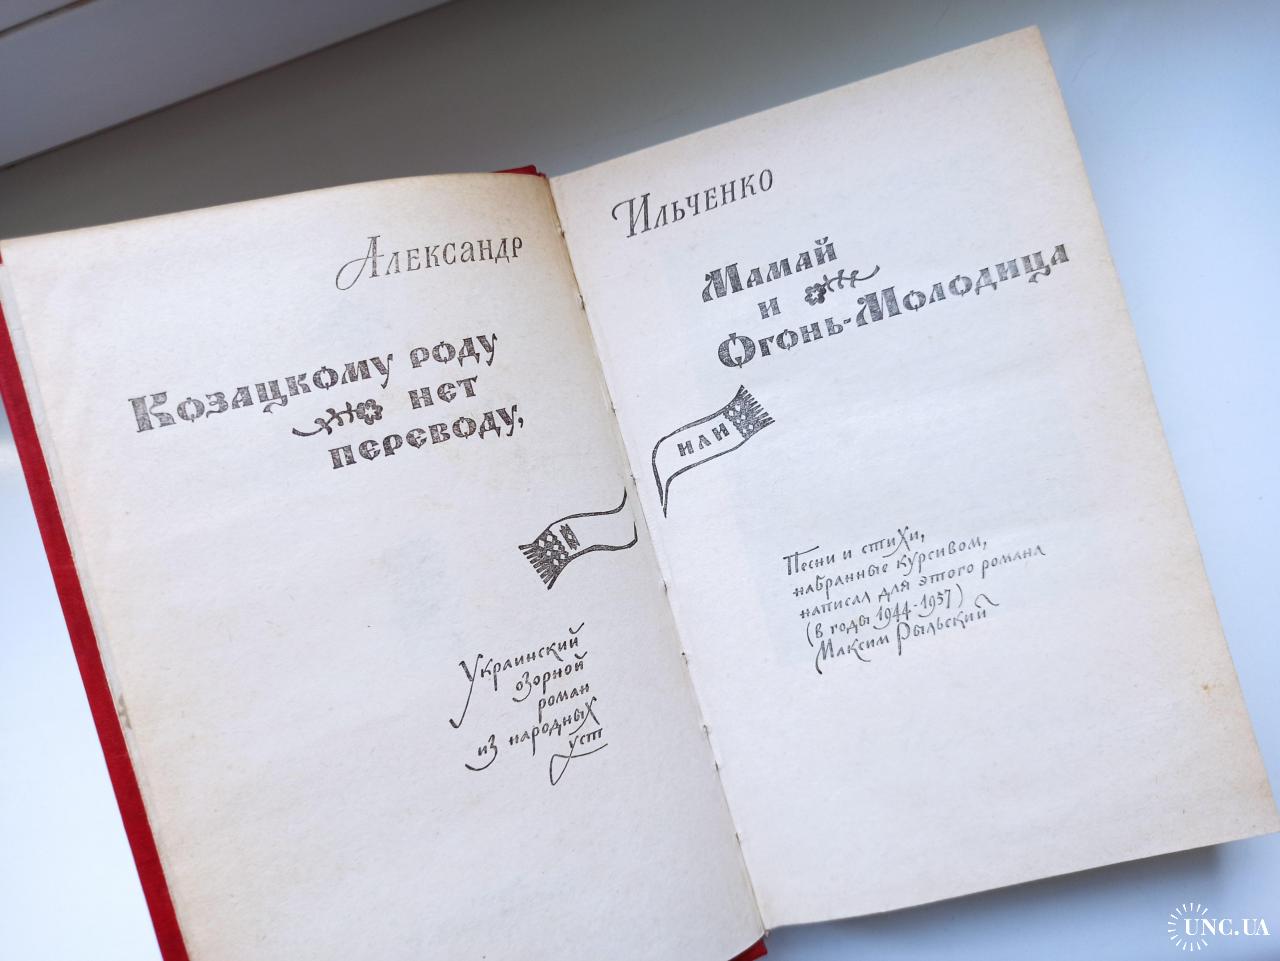 Александр
Козацкому роду
нет
переводу,
Украинский
озорной
роман
из народных
уст
Ильченко
Мамай
и
Огонь-Молодица
или
Песни и стихи,
набранные курсивом,
написал для этого романа
(в годы 1944-1957)
Максим Рыльский
UNC.UA